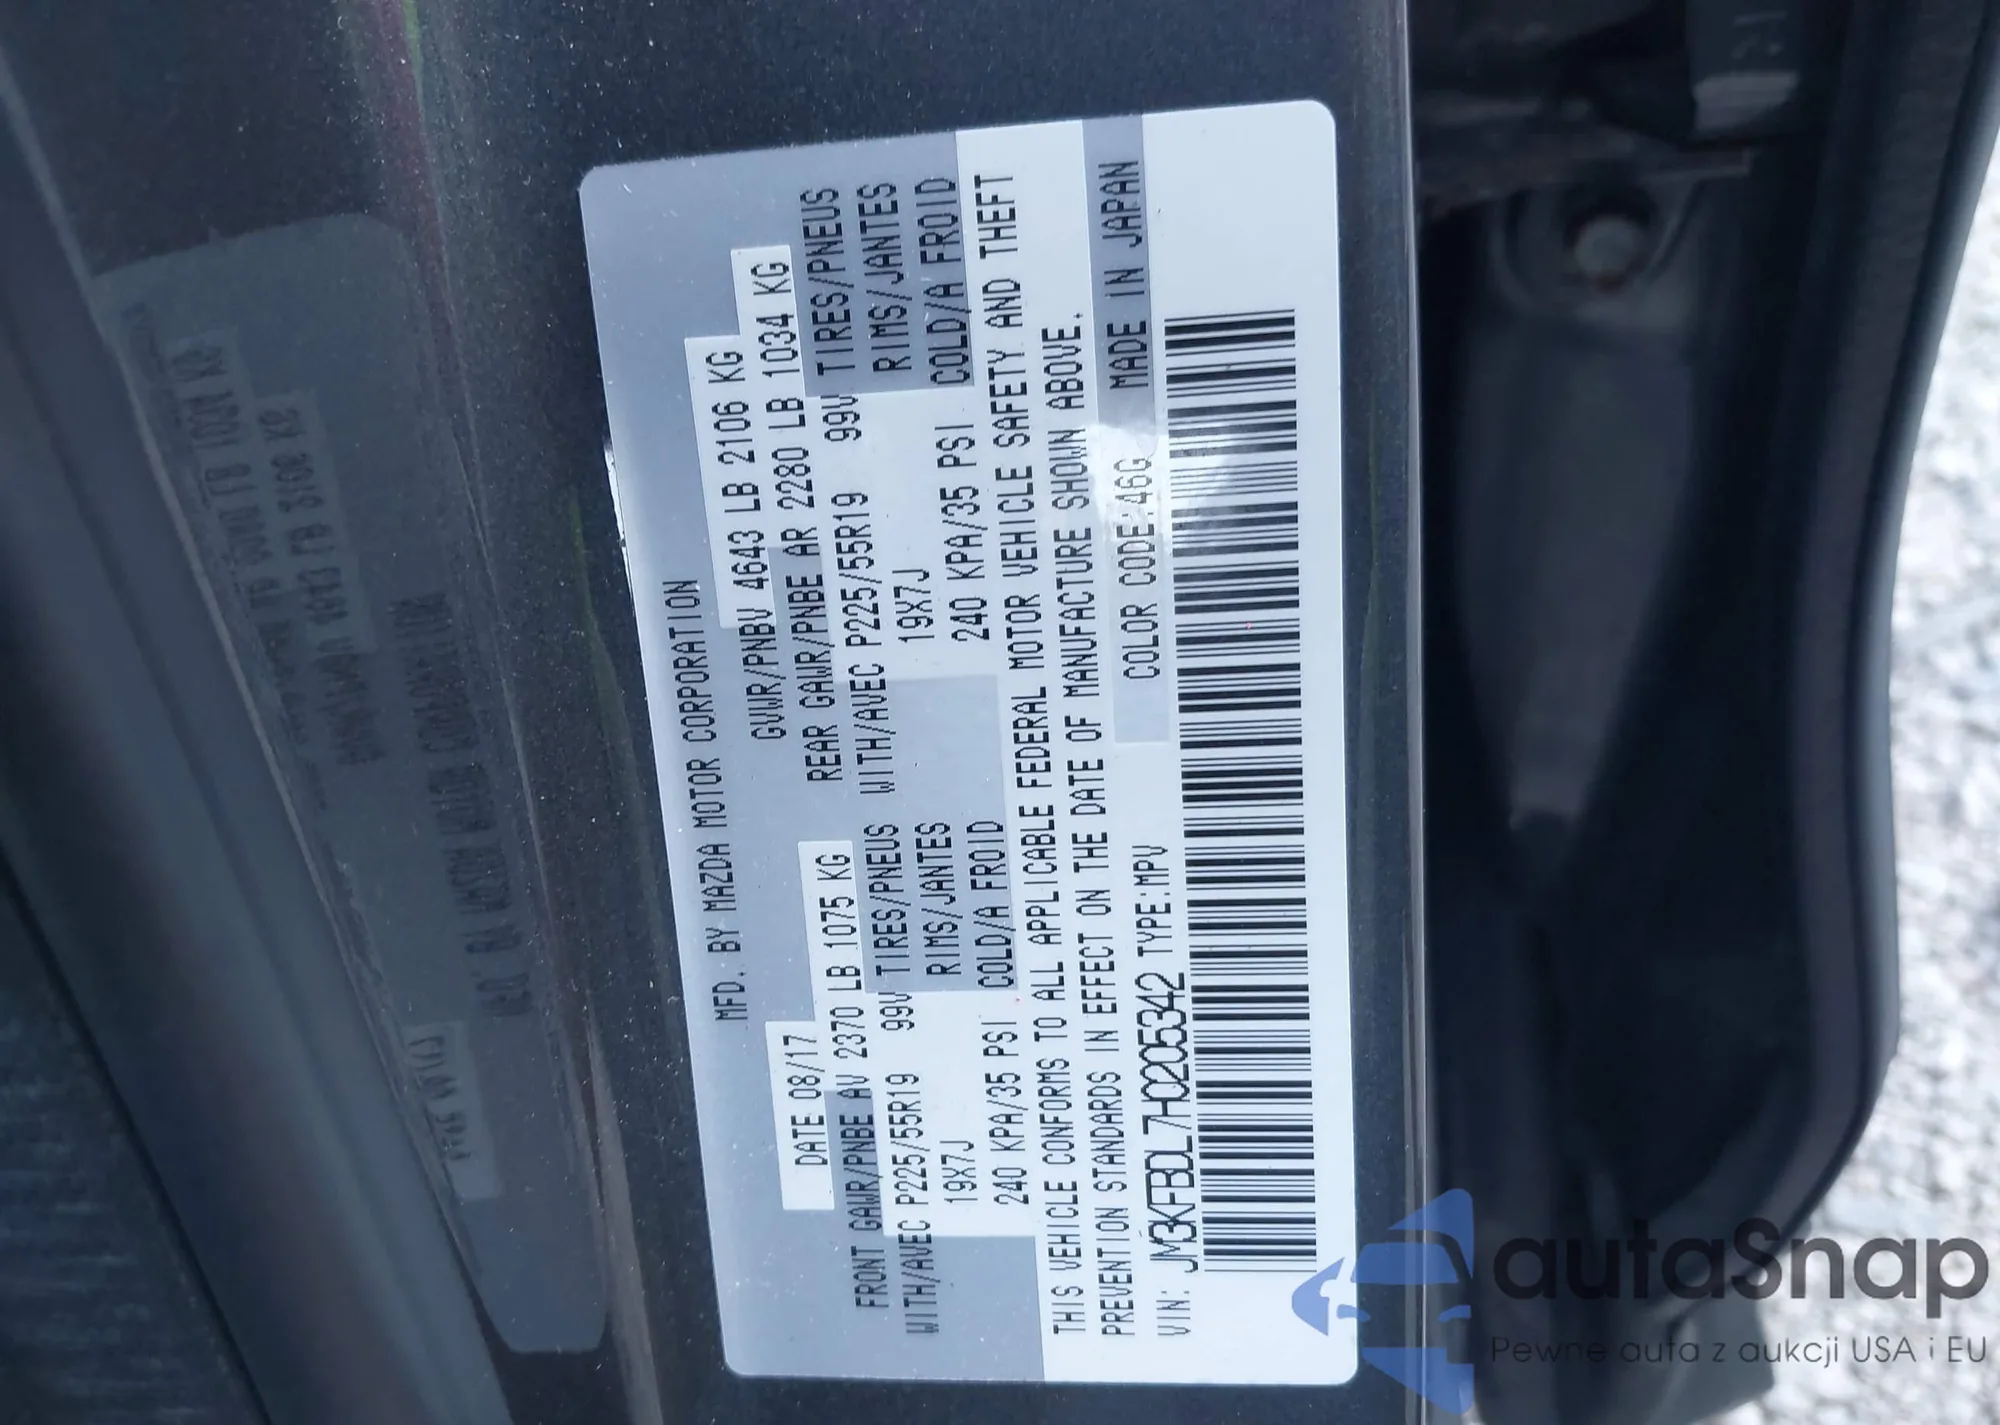 MFD. BY MAZDA MOTOR CORPORATION
DATE 08/17
GVWR/PNBV 4643 LB 2106 KG
FRONT GAWR/PNBE AV 2370 LB 1075 KG
REAR GAWR/PNBE AR 2280 LB 1034 KG
WITH/AVEC P225/55R19 99V TIRES/PNEUS
WITH/AVEC P225/55R19 99V TIRES/PNEUS
19X7J RIMS/JANTES
19X7J RIMS/JANTES
240 KPA/35 PSI COLD/A FROID
240 KPA/35 PSI COLD/A FROID
THIS VEHICLE CONFORMS TO ALL APPLICABLE FEDERAL MOTOR VEHICLE SAFETY AND THEFT
PREVENTION STANDARDS IN EFFECT ON THE DATE OF MANUFACTURE SHOWN ABOVE.
VIN: JM3KFBDL7H0205342 TYPE:MPV
COLOR CODE:46G
MADE IN JAPAN
autaSnap
Pewne auta z aukcji USA i EU